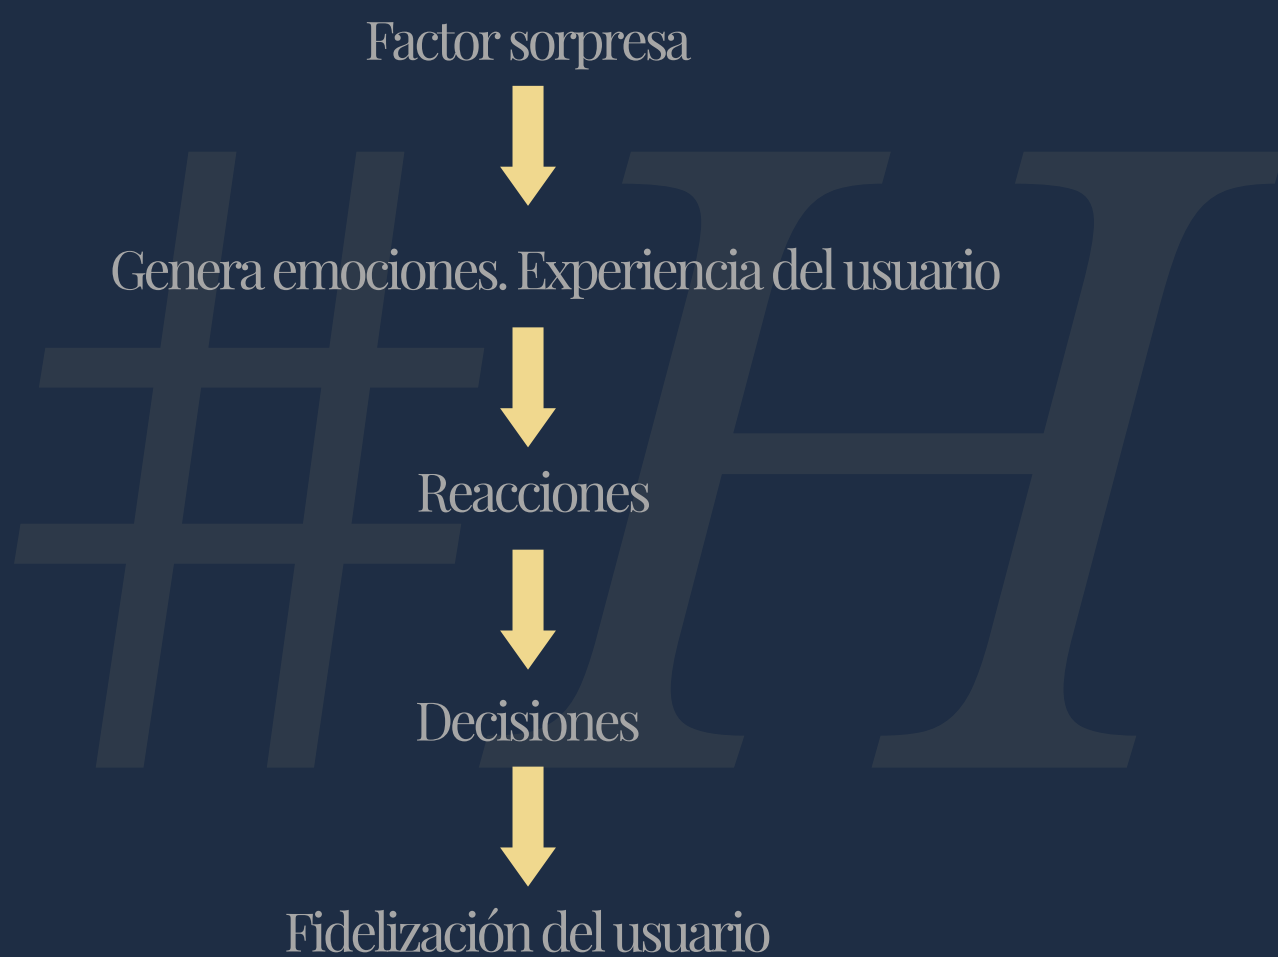 Factor sorpresa
Genera emociones. Experiencia del usuario
#H
Reacciones
Decisiones
Fidelización del usuario